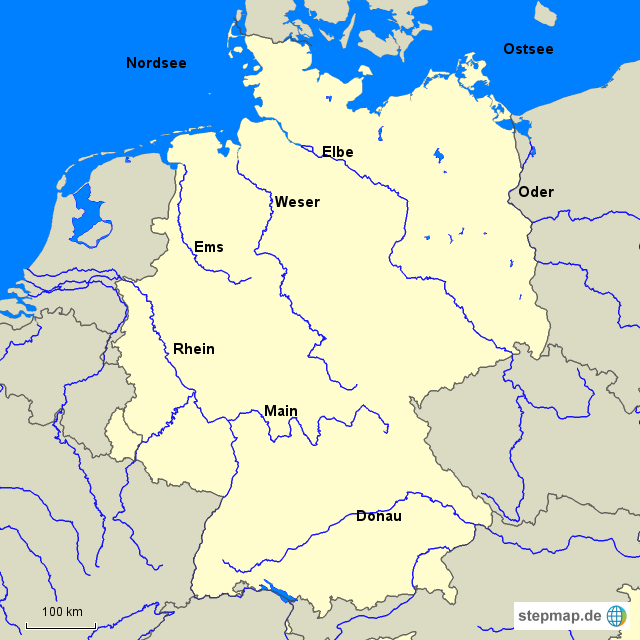 Nordsee
Ostsee
Elbe
Oder
Weser
Ems
Rhein
Main
Donau
100 km
stepmap.de